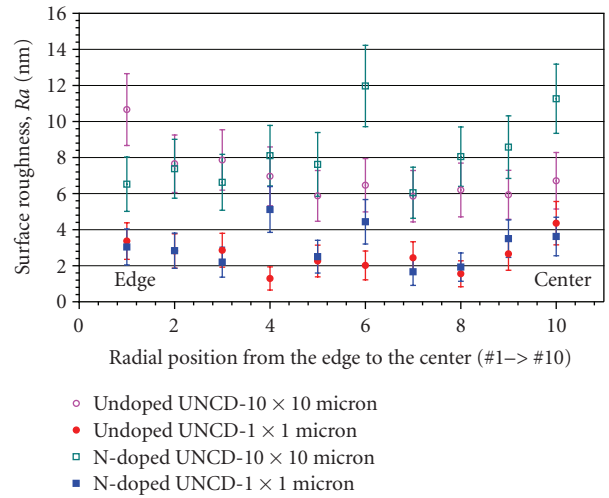 16
14
12
10
8
6
4
2
0
Surface roughness, Ra (nm)
Edge
Center
0 2 4 6 8 10
Radial position from the edge to the center (#1–> #10)
Undoped UNCD-10 × 10 micron
Undoped UNCD-1 × 1 micron
N-doped UNCD-10 × 10 micron
N-doped UNCD-1 × 1 micron